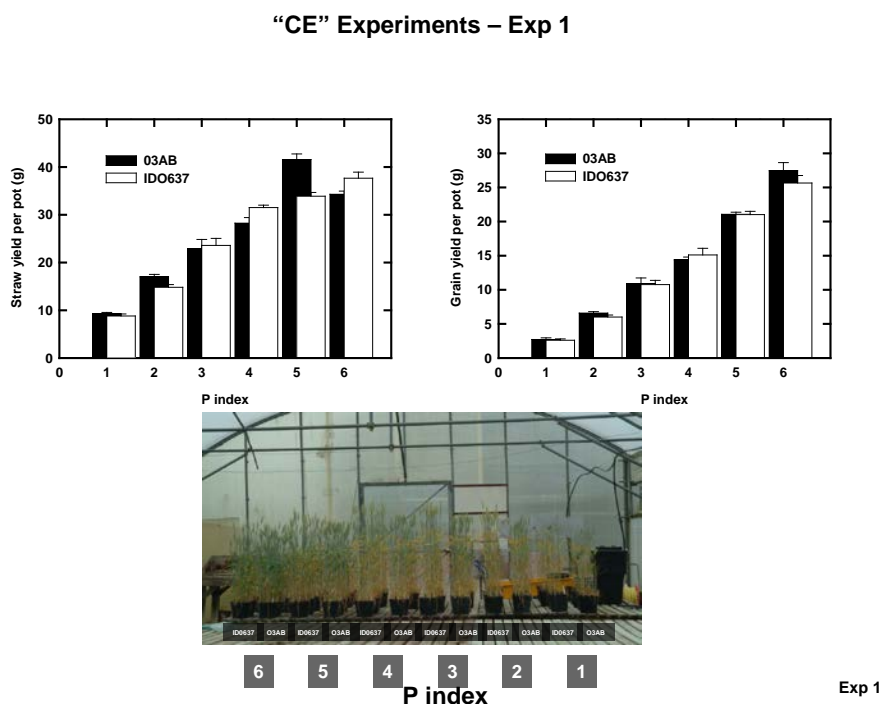 “CE” Experiments – Exp 1
Straw yield per pot (g)
50
40
30
20
10
0
03AB
IDO637
0 1 2 3 4 5 6
P index
Grain yield per pot (g)
35
30
25
20
15
10
5
0
03AB
IDO637
0 1 2 3 4 5 6
P index
ID0637 O3AB ID0637 O3AB ID0637 O3AB ID0637 O3AB ID0637 O3AB ID0637 O3AB
6 5 4 3 2 1
P index
Exp 1